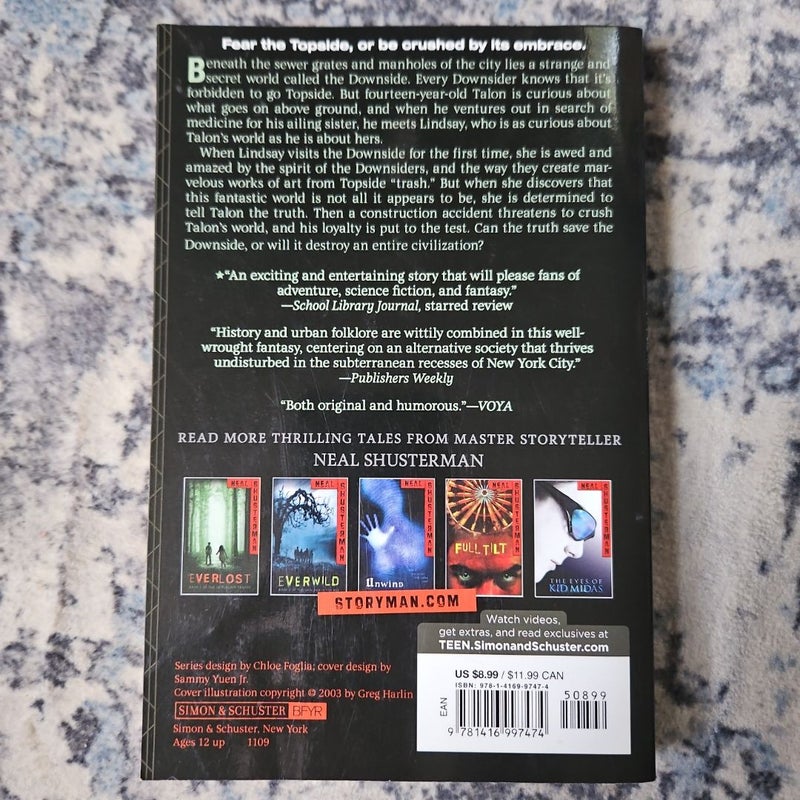 Fear the Topside, or be crushed by its embrace.
Beneath the sewer grates and manholes of the city lies a strange and
secret world called the Downside. Every Downsider knows that it's
forbidden to go Topside. But fourteen-year-old Talon is curious about
what goes on above ground, and when he ventures out in search of
medicine for his ailing sister, he meets Lindsay, who is as curious about
Talon's world as he is about hers.
When Lindsay visits the Downside for the first time, she is awed and
amazed by the spirit of the Downsiders, and the way they create mar-
velous works of art from Topside "trash." But when she discovers that
this fantastic world is not all it appears to be, she is determined to
tell Talon the truth. Then a construction accident threatens to crush
Talon's world, and his loyalty is put to the test. Can the truth save the
Downside, or will it destroy an entire civilization?
★"An exciting and entertaining story that will please fans of
adventure, science fiction, and fantasy."
—School Library Journal, starred review
"History and urban folklore are wittily combined in this well-
wrought fantasy, centering on an alternative society that thrives
undisturbed in the subterranean recesses of New York City."
—Publishers Weekly
"Both original and humorous."—VOYA
READ MORE THRILLING TALES FROM MASTER STORYTELLER
NEAL SHUSTERMAN
NEAL SHUSTERMAN
EVERLOST
NEAL SHUSTERMAN
EVERWILD
NEAL SHUSTERMAN
Unwind
NEAL SHUSTERMAN
FULL TILT
NEAL SHUSTERMAN
THE EYES OF
KID MIDAS
STORYMAN.COM
Watch videos,
get extras, and read exclusives at
TEEN.SimonandSchuster.com
Series design by Chloe Foglia; cover design by
Sammy Yuen Jr.
Cover illustration copyright © 2003 by Greg Harlin
SIMON & SCHUSTER BFYR
Simon & Schuster, New York
Ages 12 up 1109
US $8.99 / $11.99 CAN
ISBN: 978-1-4169-9747-4
50899
EAN
9 781416 997474